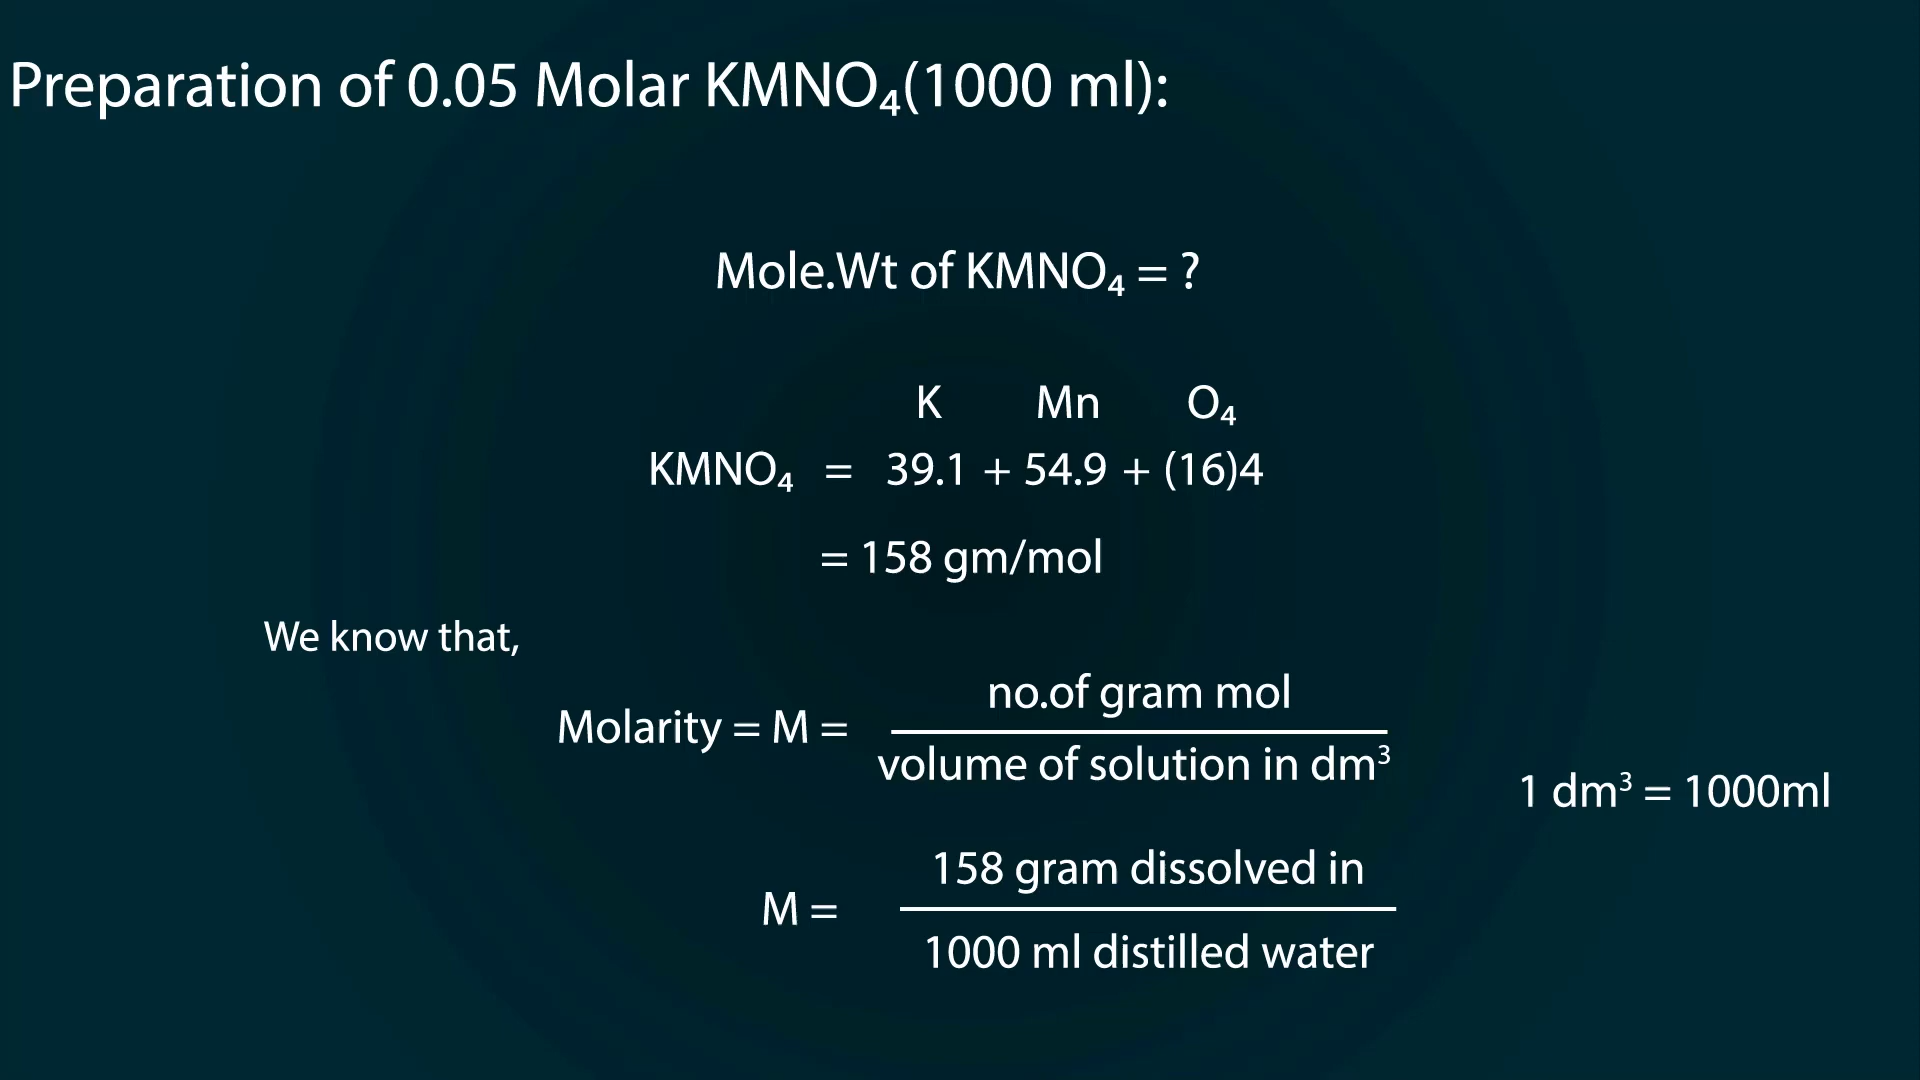 Preparation of 0.05 Molar KMNO₄(1000 ml):
Mole.Wt of KMNO₄ = ?
K Mn O₄
KMNO₄ = 39.1 + 54.9 + (16)4
= 158 gm/mol
We know that,
no.of gram mol
Molarity = M =
volume of solution in dm³
1 dm³ = 1000ml
158 gram dissolved in
M =
1000 ml distilled water